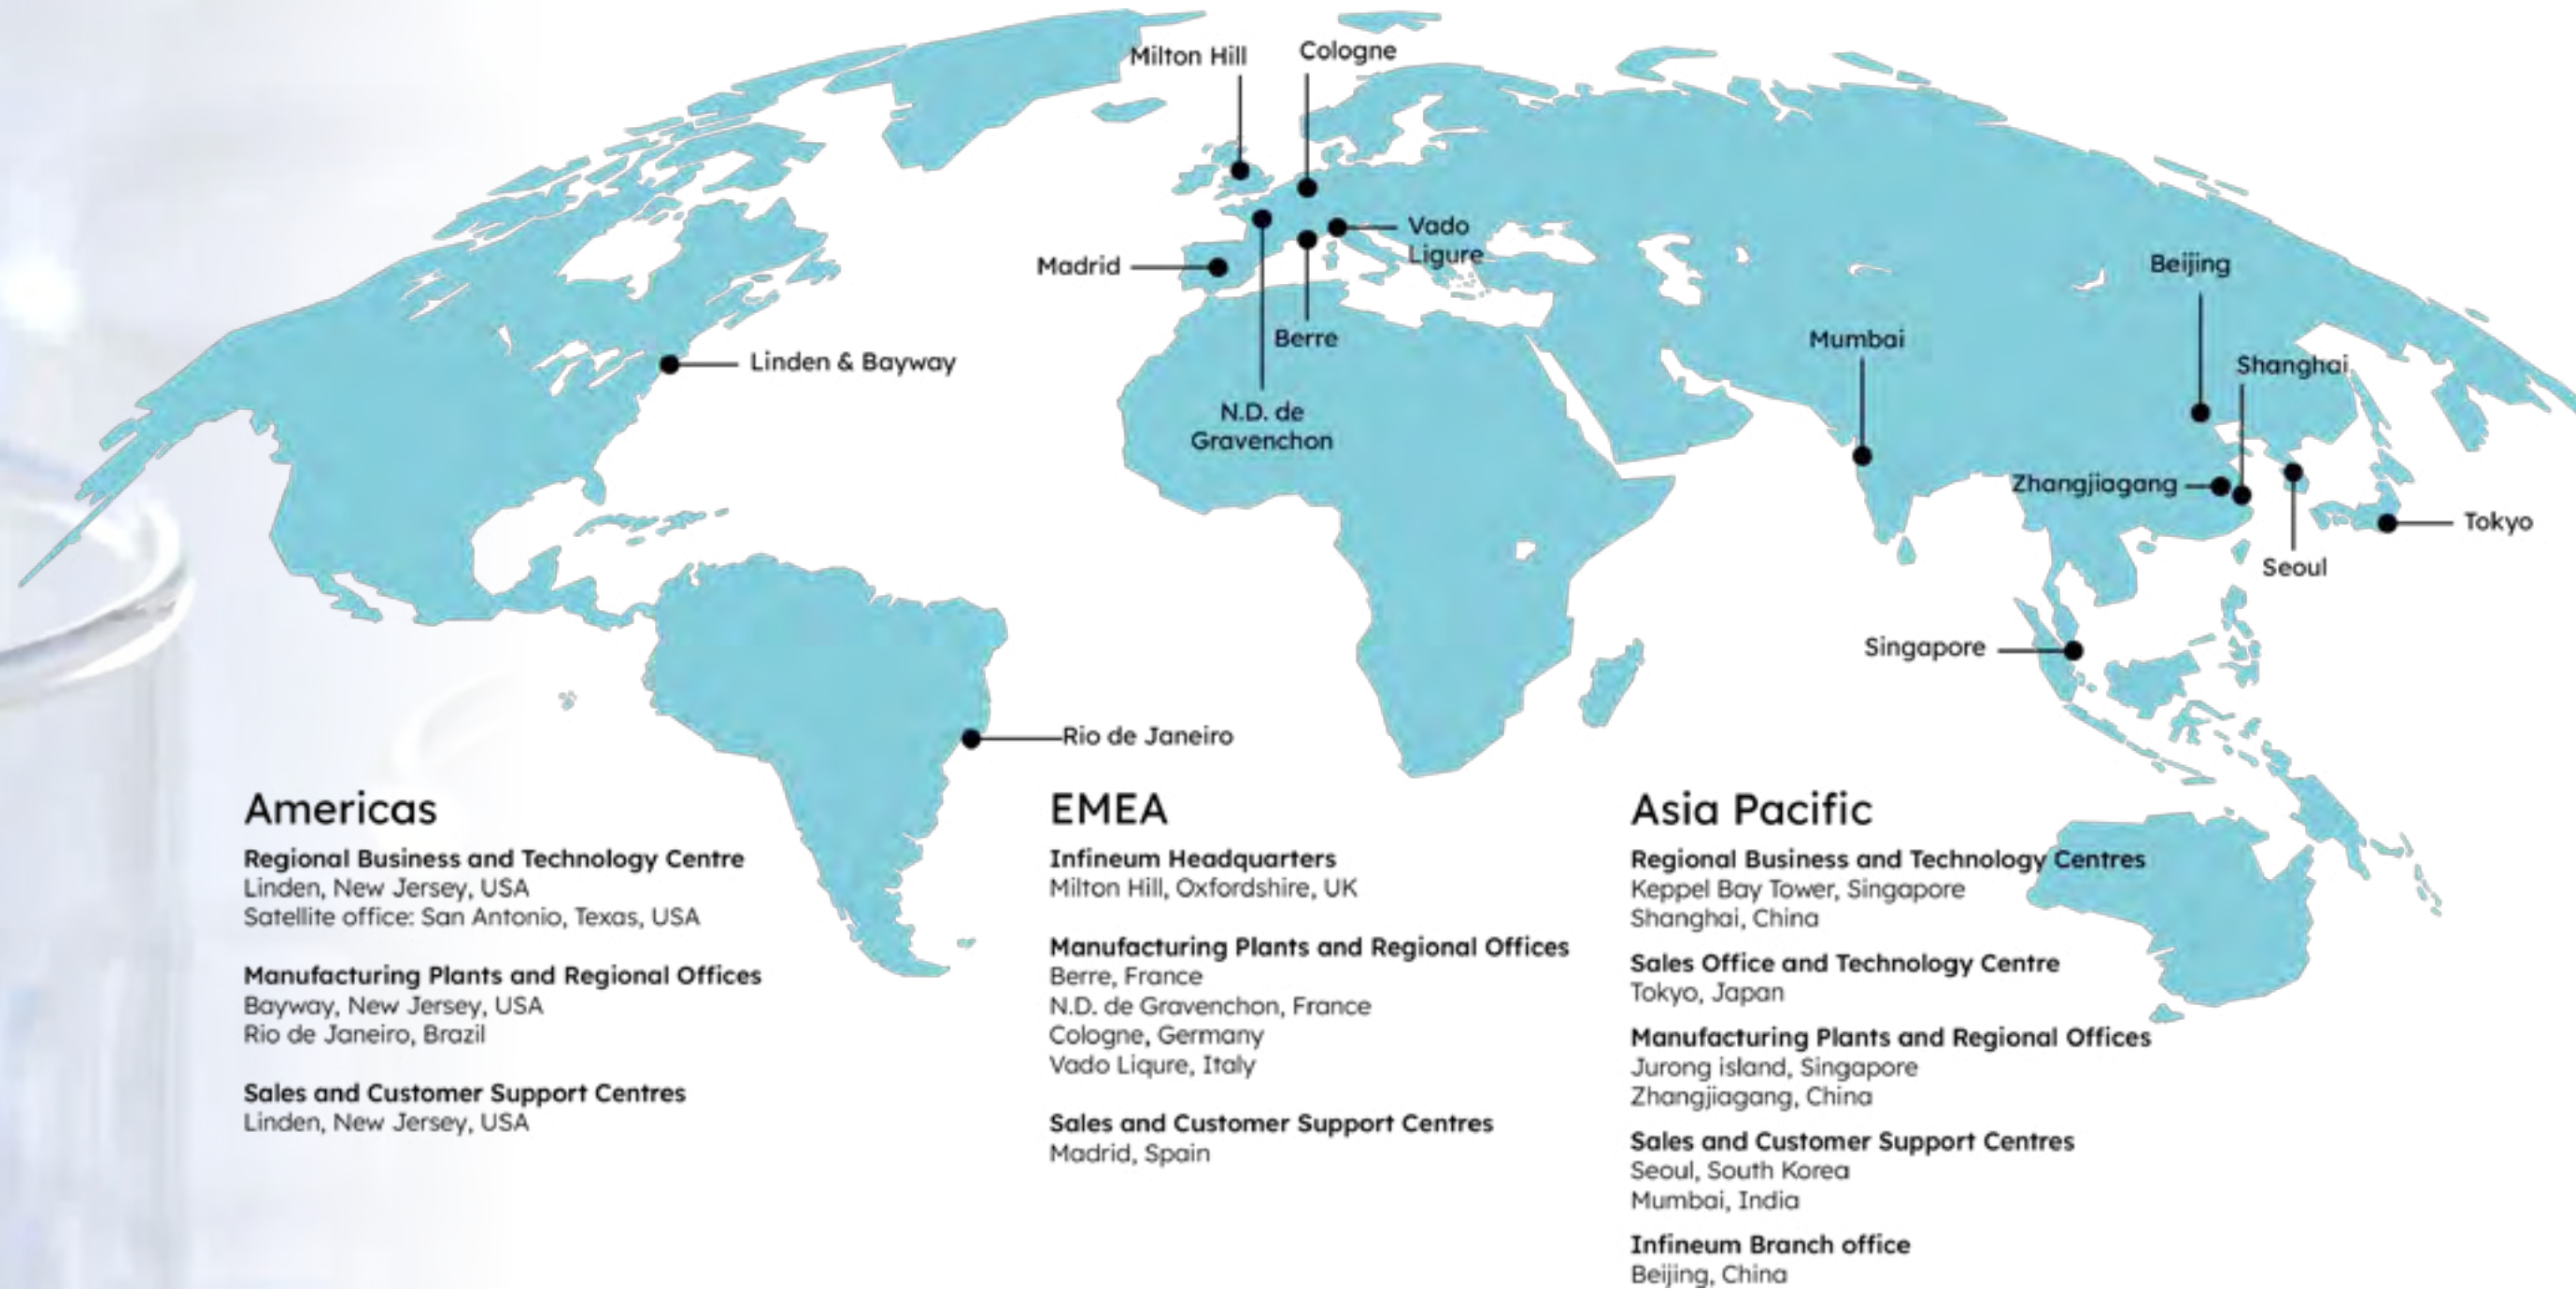 Milton Hill
Cologne
Vado
Ligure
Madrid
Beijing
Berre
Mumbai
Linden & Bayway
Shanghai
N.D. de
Gravenchon
Zhangjiagang
Tokyo
Seoul
Singapore
Rio de Janeiro
Americas
Regional Business and Technology Centre
Linden, New Jersey, USA
Satellite office: San Antonio, Texas, USA
Manufacturing Plants and Regional Offices
Bayway, New Jersey, USA
Rio de Janeiro, Brazil
Sales and Customer Support Centres
Linden, New Jersey, USA
EMEA
Infineum Headquarters
Milton Hill, Oxfordshire, UK
Manufacturing Plants and Regional Offices
Berre, France
N.D. de Gravenchon, France
Cologne, Germany
Vado Liqure, Italy
Sales and Customer Support Centres
Madrid, Spain
Asia Pacific
Regional Business and Technology Centres
Keppel Bay Tower, Singapore
Shanghai, China
Sales Office and Technology Centre
Tokyo, Japan
Manufacturing Plants and Regional Offices
Jurong island, Singapore
Zhangjiagang, China
Sales and Customer Support Centres
Seoul, South Korea
Mumbai, India
Infineum Branch office
Beijing, China